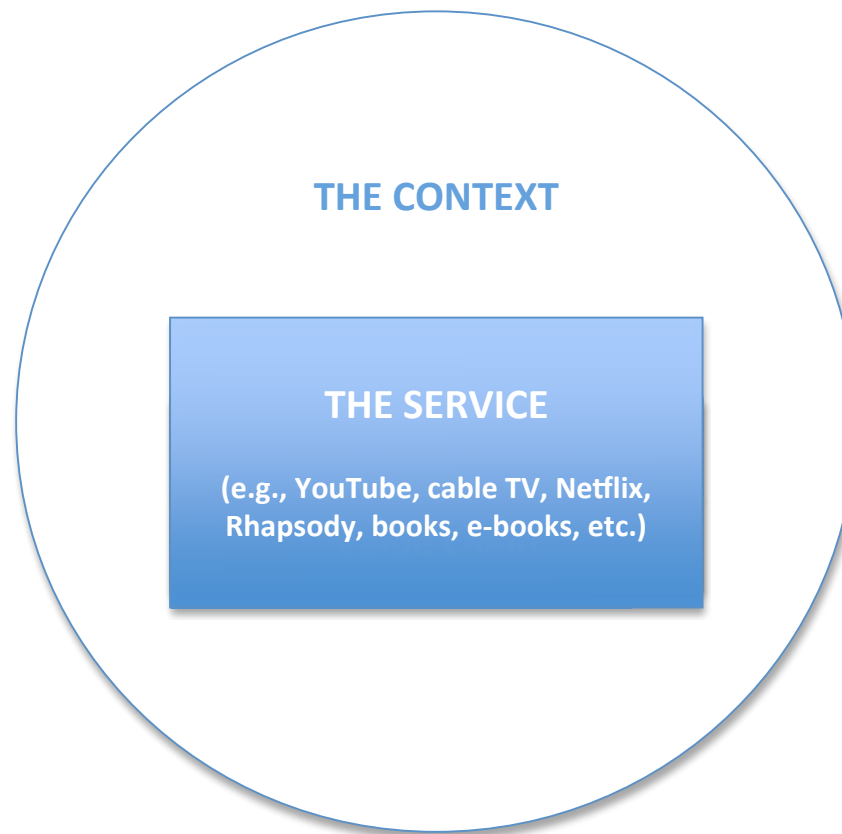 THE CONTEXT
THE SERVICE
(e.g., YouTube, cable TV, Netflix,
Rhapsody, books, e-books, etc.)